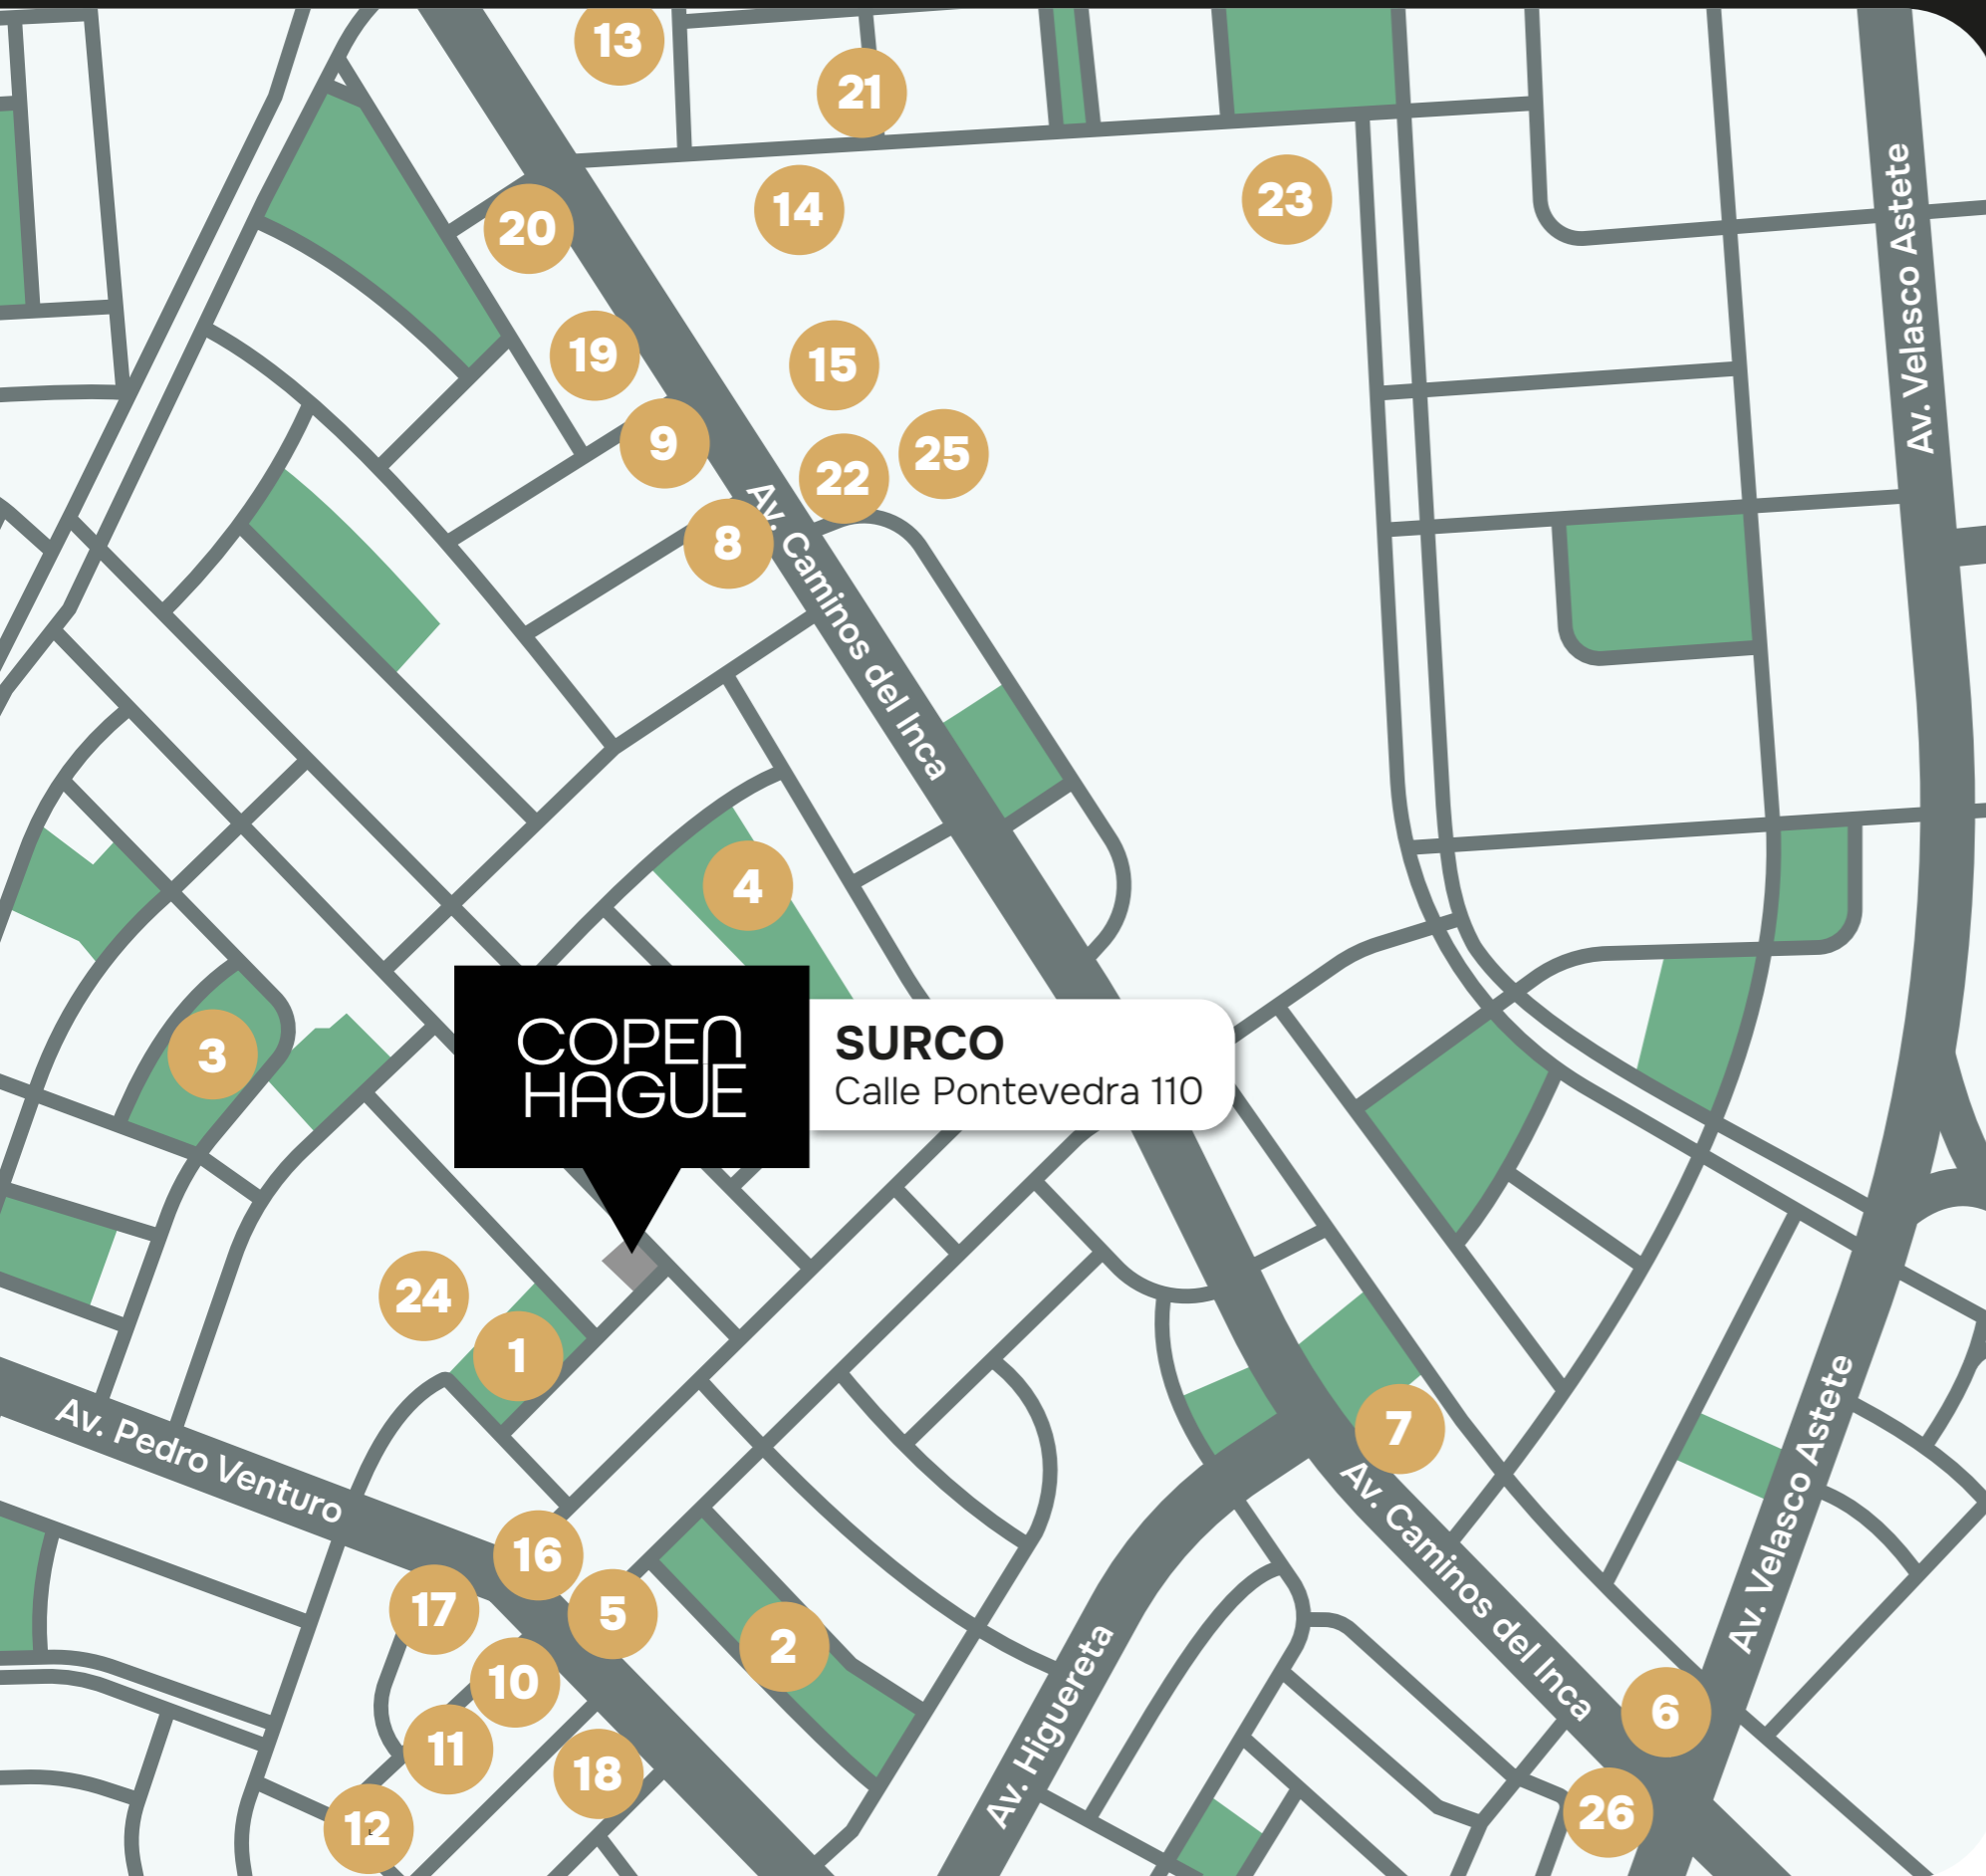 13
21
14
23
20
19
15
9
22
25
8
Av. Velasco Astete
Av. Caminos del Inca
4
3
COPEN
HAGUE
SURCO
Calle Pontevedra 110
24
1
7
Av. Pedro Venturo
16
17
5
2
10
11
18
12
Av. Higuereta
Av. Caminos del Inca
Av. Velasco Astete
6
26